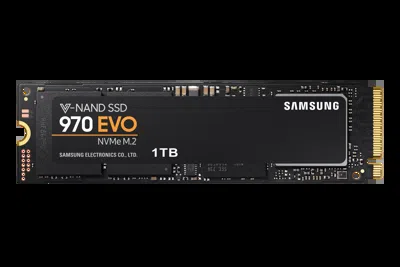 V-NAND SSD
970 EVO
NVMe M.2
SAMSUNG ELECTRONICS CO., LTD.
1TB
SAMSUNG